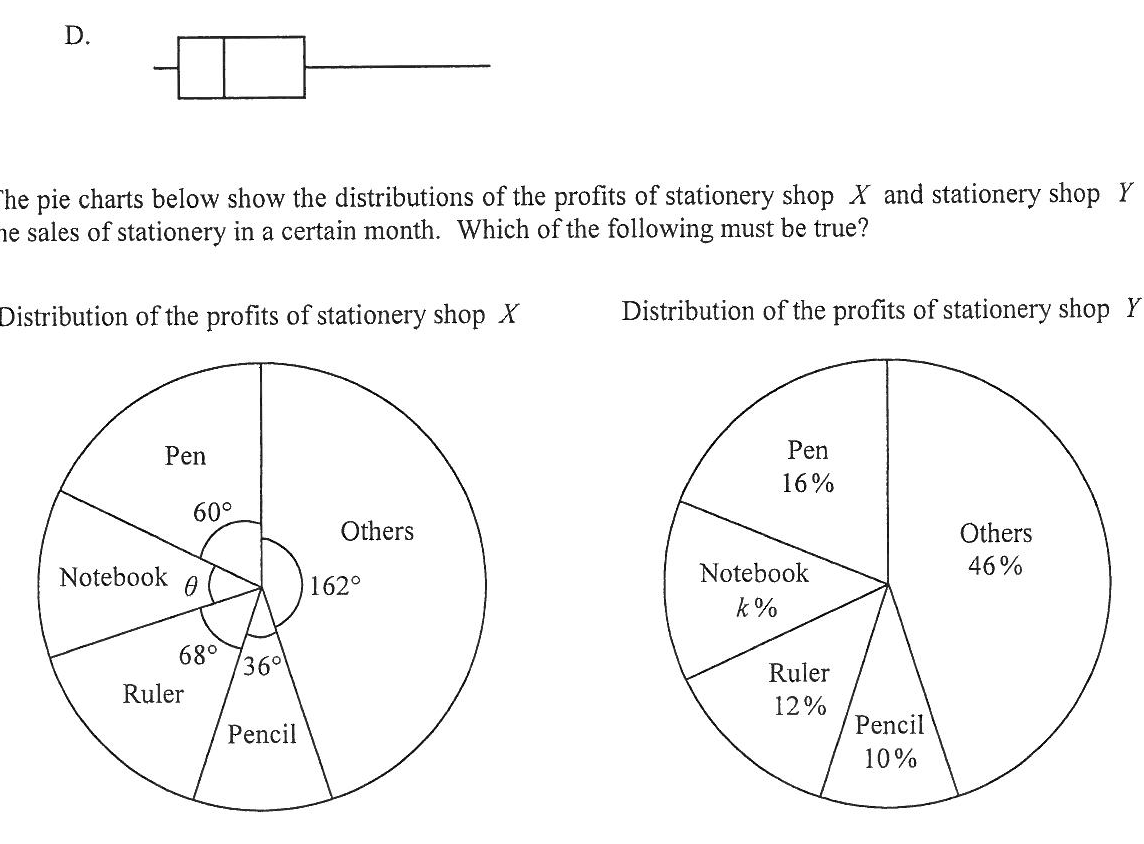 D.
he pie charts below show the distributions of the profits of stationery shop X and stationery shop Y
e sales of stationery in a certain month. Which of the following must be true?
Distribution of the profits of stationery shop X
Distribution of the profits of stationery shop Y
Pen
60°
Others
Notebook θ
162°
68°
36°
Ruler
Pencil
Pen
16%
Others
46%
Notebook
k%
Ruler
12%
Pencil
10%